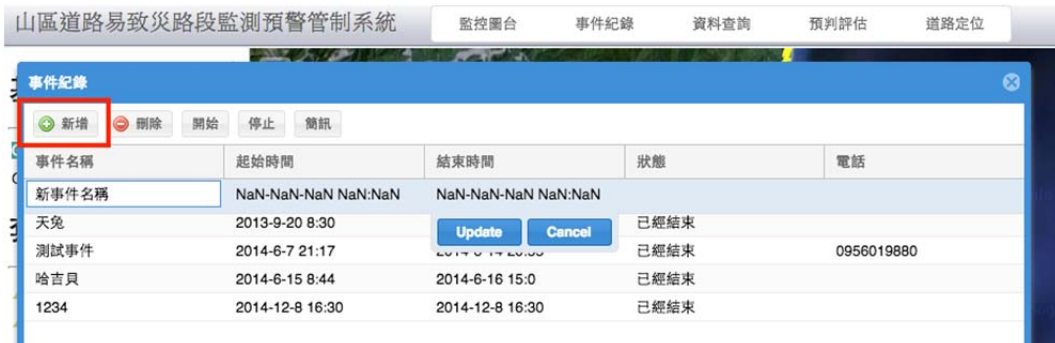 山區道路易致災路段監測預警管制系統 監控圖台 事件紀錄 資料查詢 預判評估 道路定位
事件紀錄
新增 刪除 開始 停止 簡訊
事件名稱 起始時間 結束時間 狀態 電話
新事件名稱 NaN-NaN-NaN NaN:NaN NaN-NaN-NaN NaN:NaN
天兔 2013-9-20 8:30 已經結束
Update Cancel
測試事件 2014-6-7 21:17 已經結束 0956019880
哈吉貝 2014-6-15 8:44 2014-6-16 15:0 已經結束
1234 2014-12-8 16:30 2014-12-8 16:30 已經結束